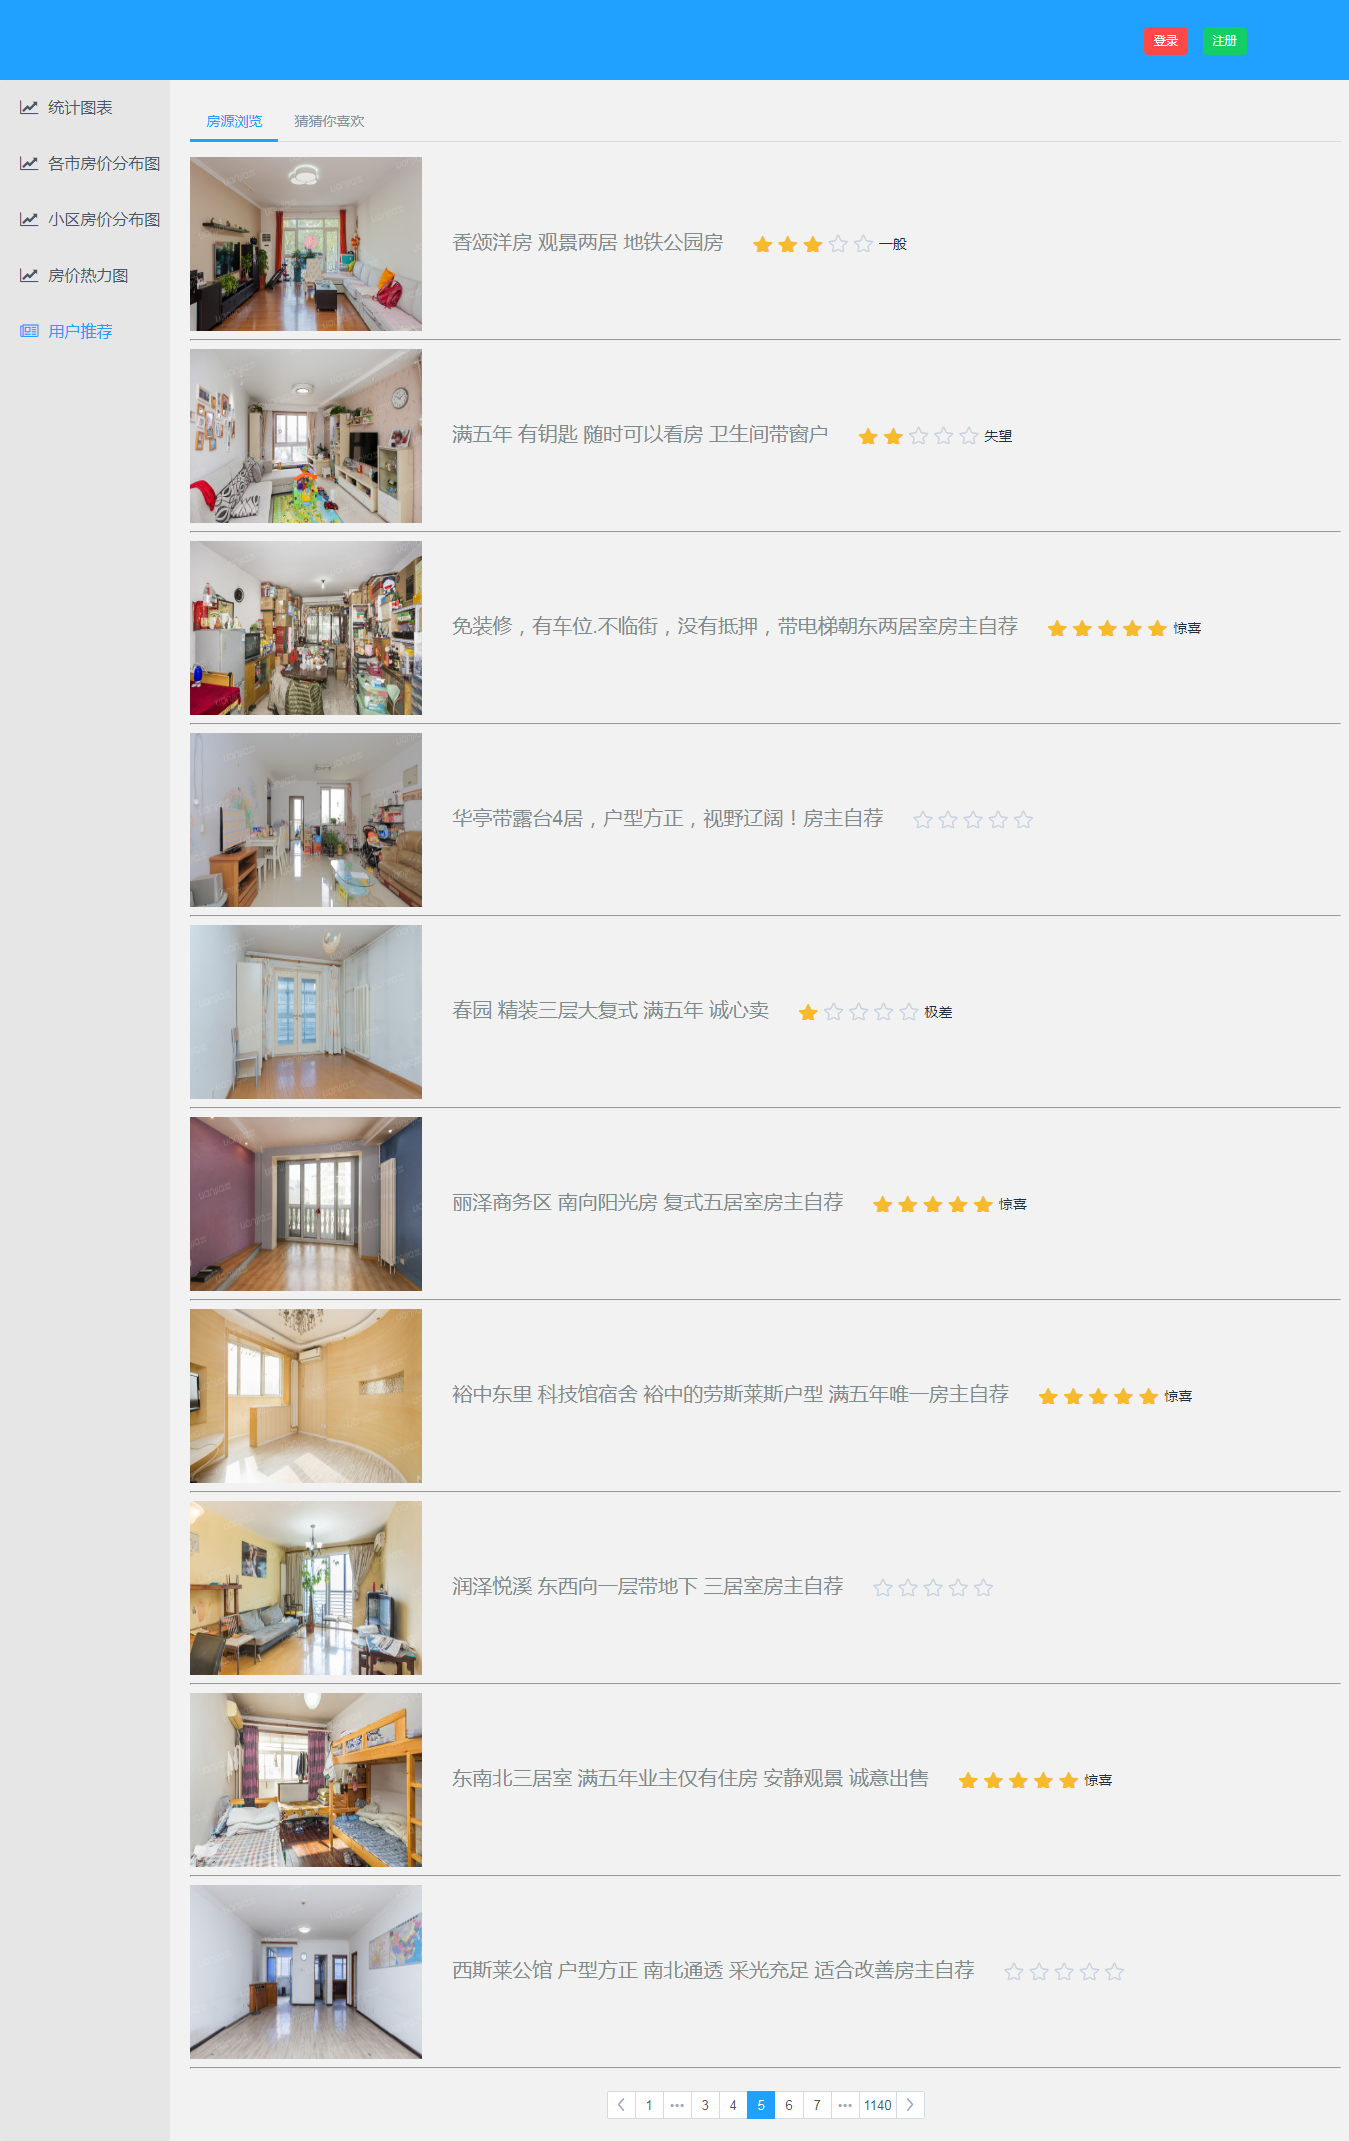 登录 注册
统计图表
各市房价分布图
小区房价分布图
房价热力图
用户推荐
房源浏览 猜猜你喜欢
香颂洋房 观景两居 地铁公园房 一般
满五年 有钥匙 随时可以看房 卫生间带窗户 失望
免装修，有车位.不临街，没有抵押，带电梯朝东两居室房主自荐 惊喜
华亭带露台4居，户型方正，视野辽阔！房主自荐
春园 精装三层大复式 满五年 诚心卖 极差
丽泽商务区 南向阳光房 复式五居室房主自荐 惊喜
裕中东里 科技馆宿舍 裕中的劳斯莱斯户型 满五年唯一房主自荐 惊喜
润泽悦溪 东西向一层带地下 三居室房主自荐
东南北三居室 满五年业主仅有住房 安静观景 诚意出售 惊喜
西斯莱公馆 户型方正 南北通透 采光充足 适合改善房主自荐
1 ••• 3 4 5 6 7 ••• 1140